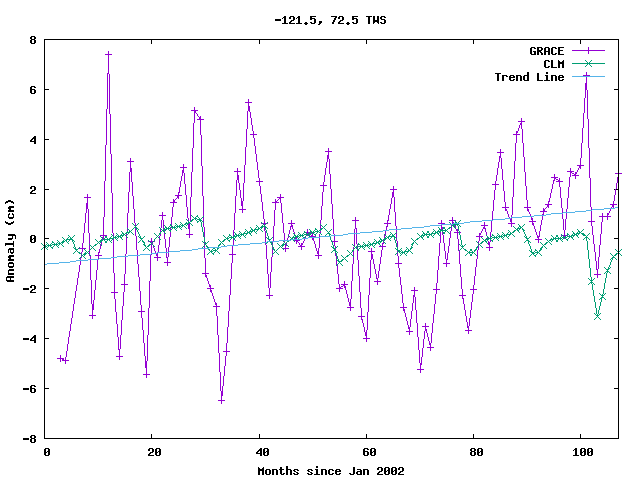 -121.5, 72.5 TWS
GRACE
CLM
Trend Line
8
6
4
2
0
-2
-4
-6
-8
Anomaly (cm)
0 20 40 60 80 100
Months since Jan 2002